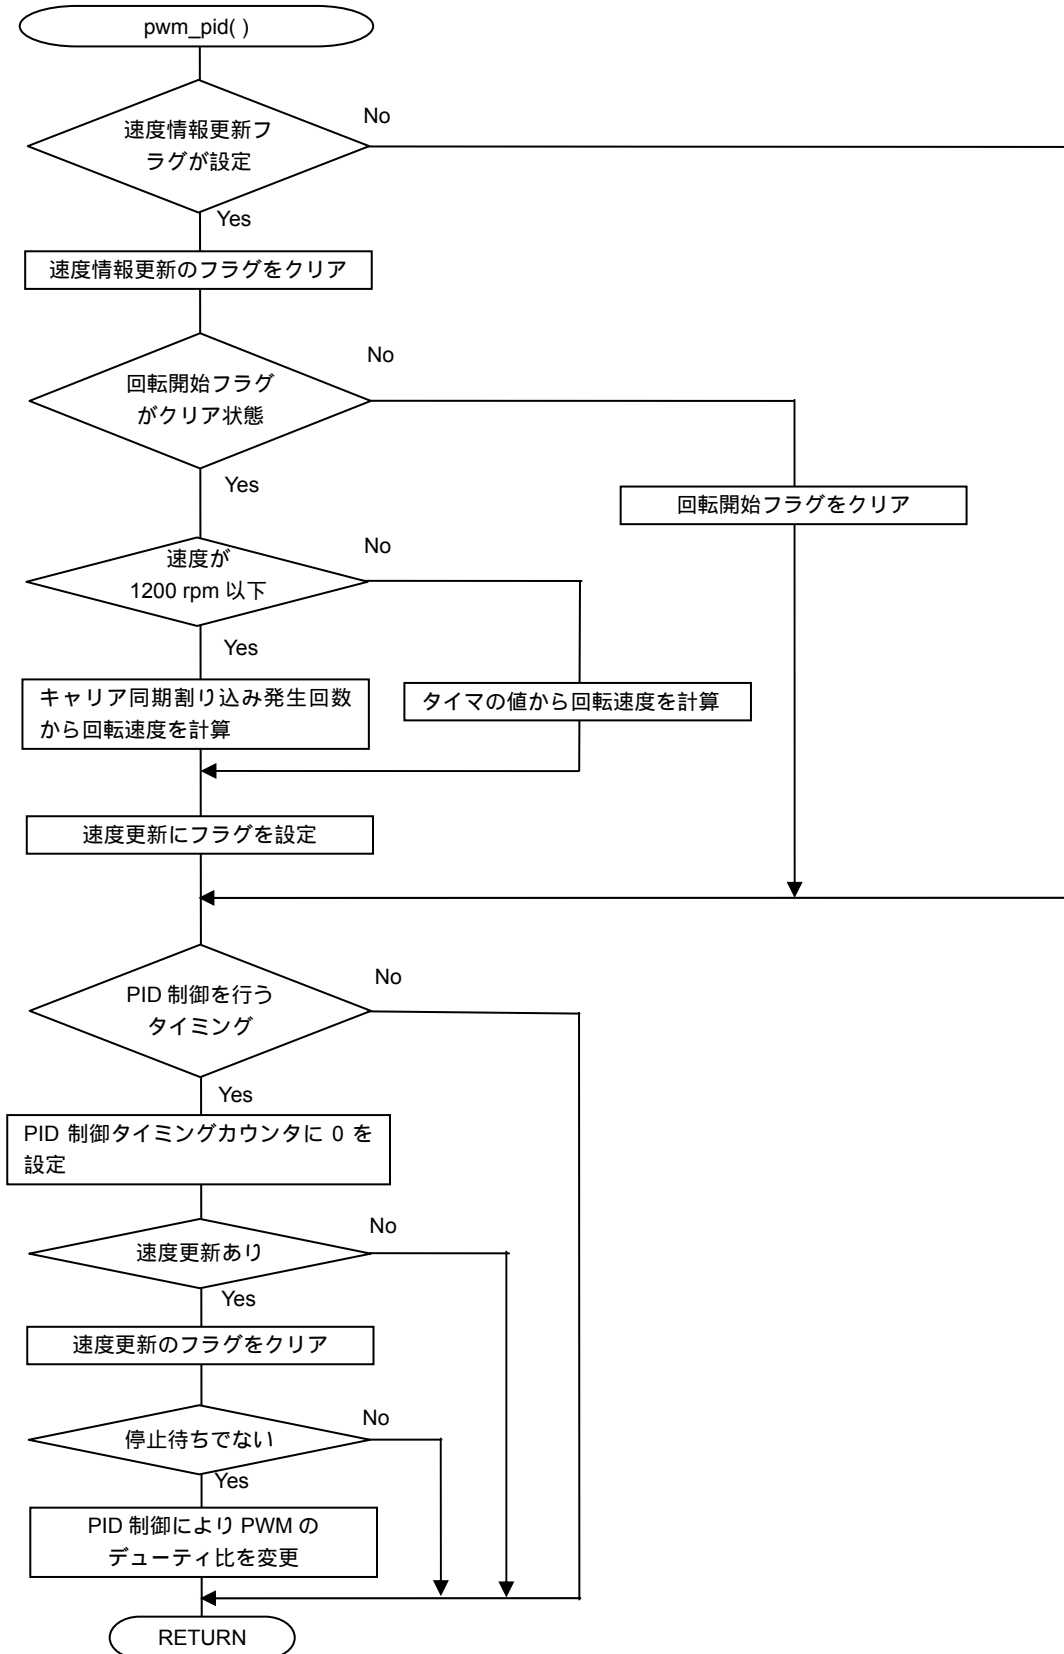 pwm_pid( )
No
速度情報更新フ
ラグが設定
Yes
速度情報更新のフラグをクリア
No
回転開始フラグ
がクリア状態
Yes
回転開始フラグをクリア
No
速度が
1200 rpm 以下
Yes
キャリア同期割り込み発生回数
から回転速度を計算
タイマの値から回転速度を計算
速度更新にフラグを設定
No
PID 制御を行う
タイミング
Yes
PID 制御タイミングカウンタに 0 を
設定
No
速度更新あり
Yes
速度更新のフラグをクリア
No
停止待ちでない
Yes
PID 制御により PWM の
デューティ比を変更
RETURN